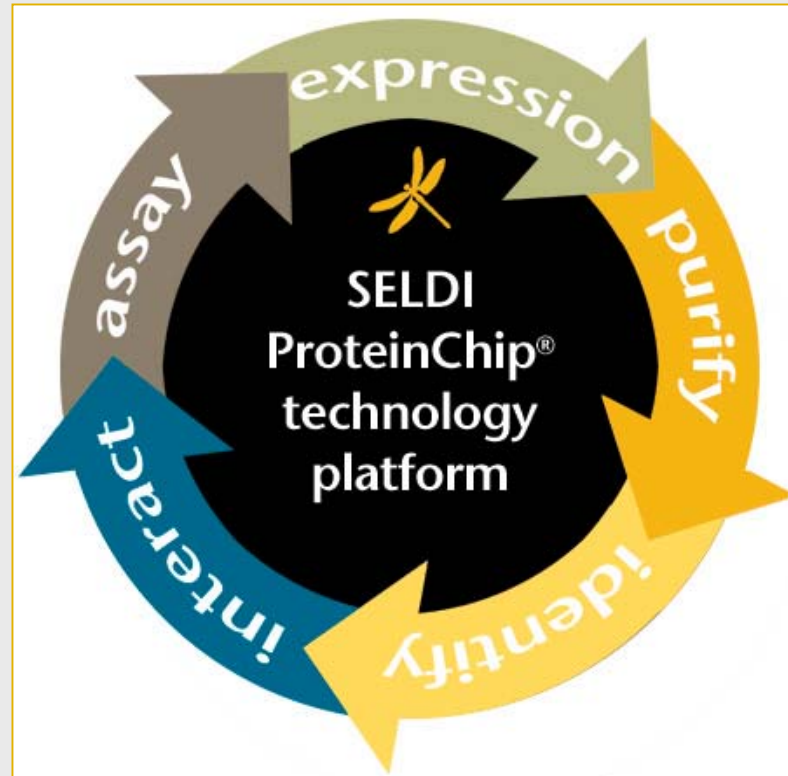 expression
purify
identify
interact
assay
SELDI
ProteinChip®
technology
platform